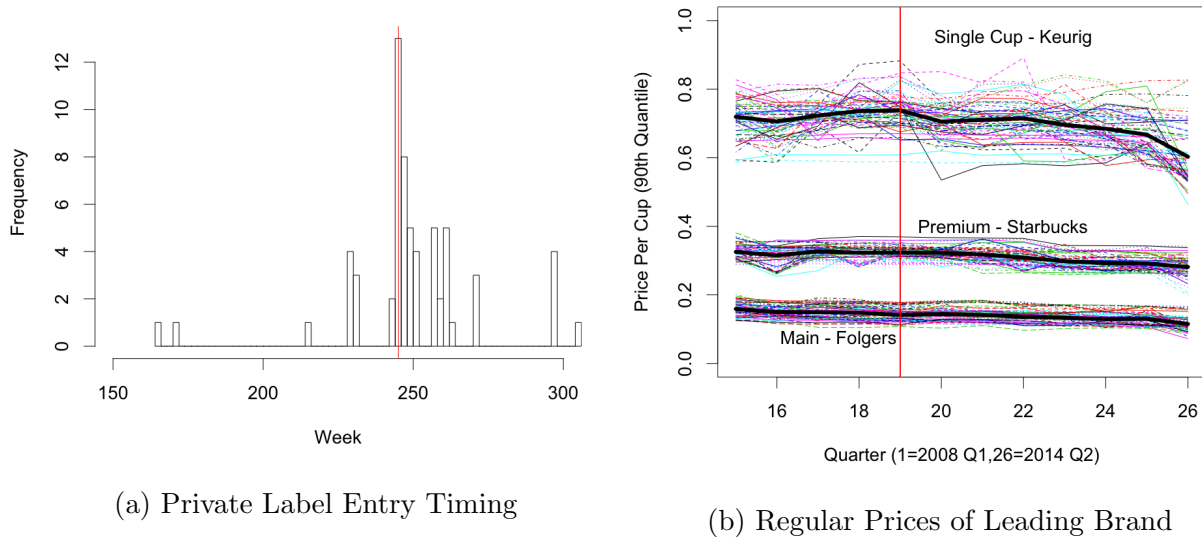 Frequency
0 2 4 6 8 10 12
150 200 250 300
Week
(a) Private Label Entry Timing
Price Per Cup (90th Quantile)
0.0 0.2 0.4 0.6 0.8 1.0
Single Cup - Keurig
Premium - Starbucks
Main - Folgers
16 18 20 22 24 26
Quarter (1=2008 Q1,26=2014 Q2)
(b) Regular Prices of Leading Brand